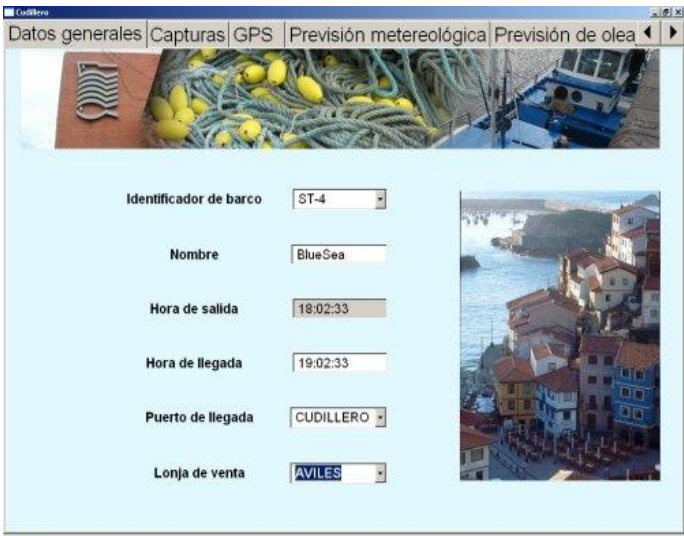 Cudillero
Datos generales Capturas GPS Previsión metereológica Previsión de olea
Identificador de barco ST-4
Nombre BlueSea
Hora de salida 18:02:33
Hora de llegada 19:02:33
Puerto de llegada CUDILLERO
Lonja de venta AVILES